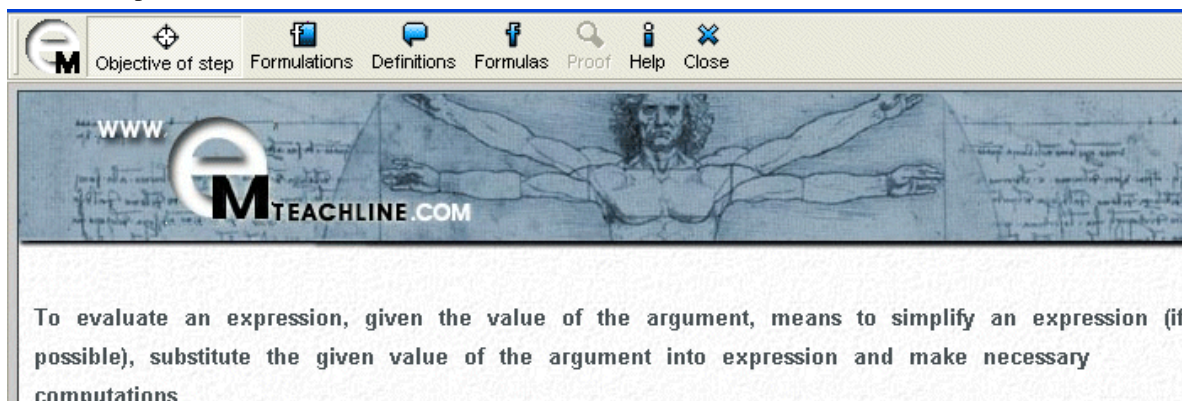 Objective of step Formulations Definitions Formulas Proof Help Close
www.
eM TEACHLINE.COM
To evaluate an expression, given the value of the argument, means to simplify an expression (if
possible), substitute the given value of the argument into expression and make necessary
computations